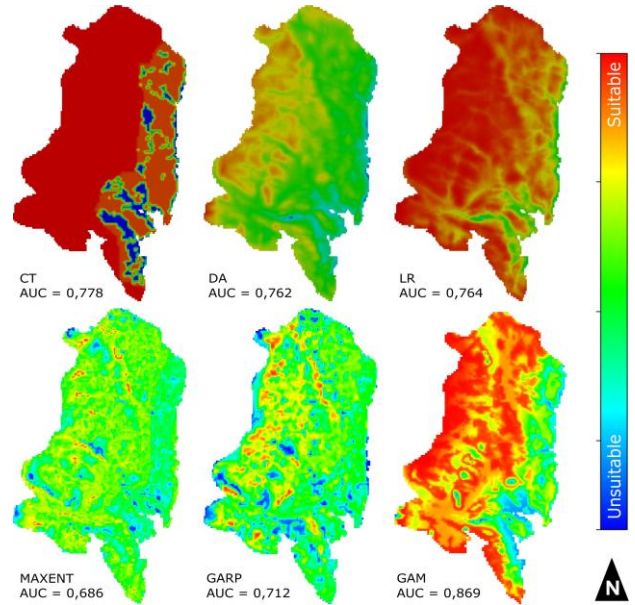 CT
AUC = 0,778
DA
AUC = 0,762
LR
AUC = 0,764
Suitable
Unsuitable
MAXENT
AUC = 0,686
GARP
AUC = 0,712
GAM
AUC = 0,869
N